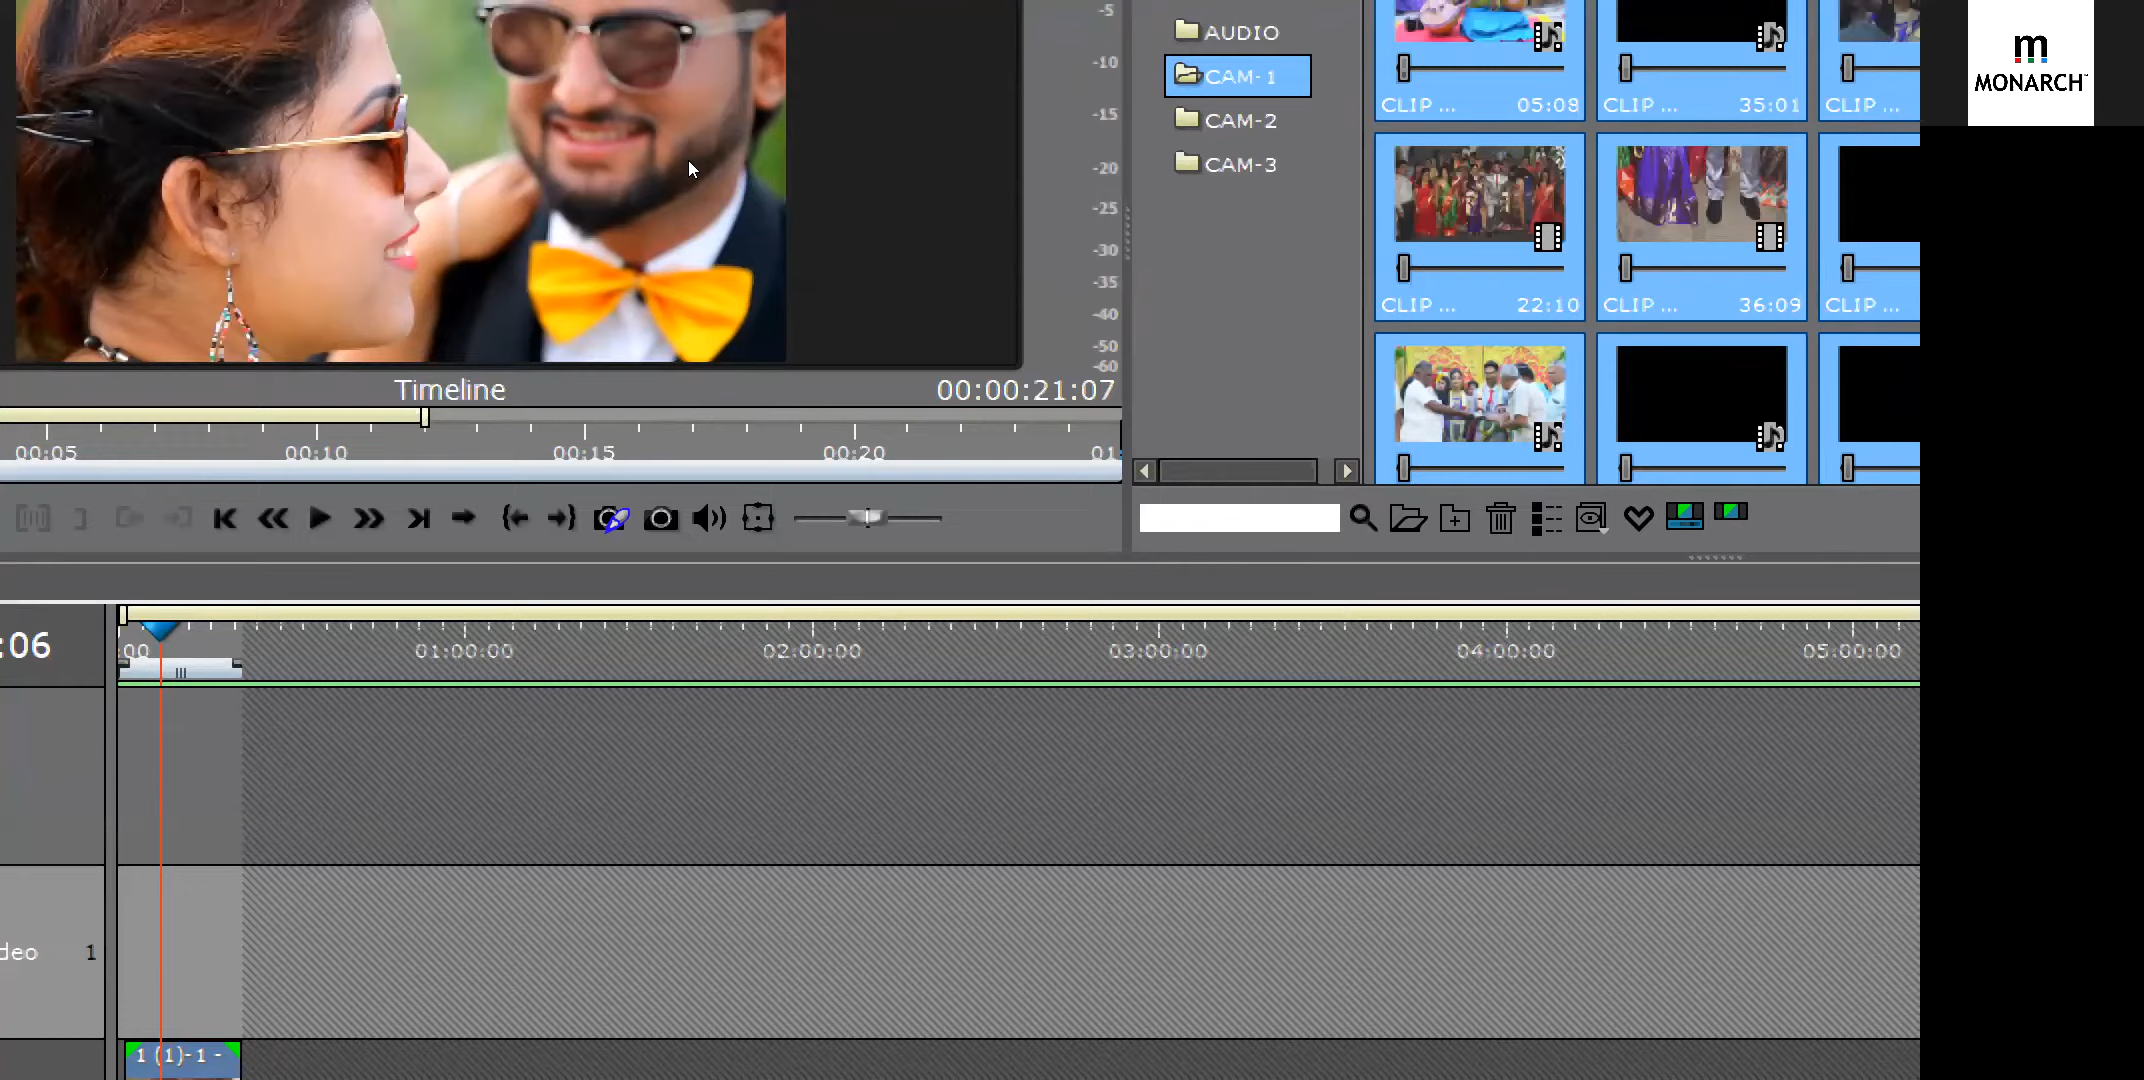 -5
-10
-15
-20
-25
-30
-35
-40
-50
-60
AUDIO
CAM-1
CAM-2
CAM-3
CLIP ... 05:08
CLIP ... 35:01
CLIP ...
CLIP ... 22:10
CLIP ... 36:09
CLIP ...
m
MONARCH
Timeline
00:00:21:07
00:05
00:10
00:15
00:20
01:
:06
:00
01:00:00
02:00:00
03:00:00
04:00:00
05:00:00
deo 1
1 (1)-1 -